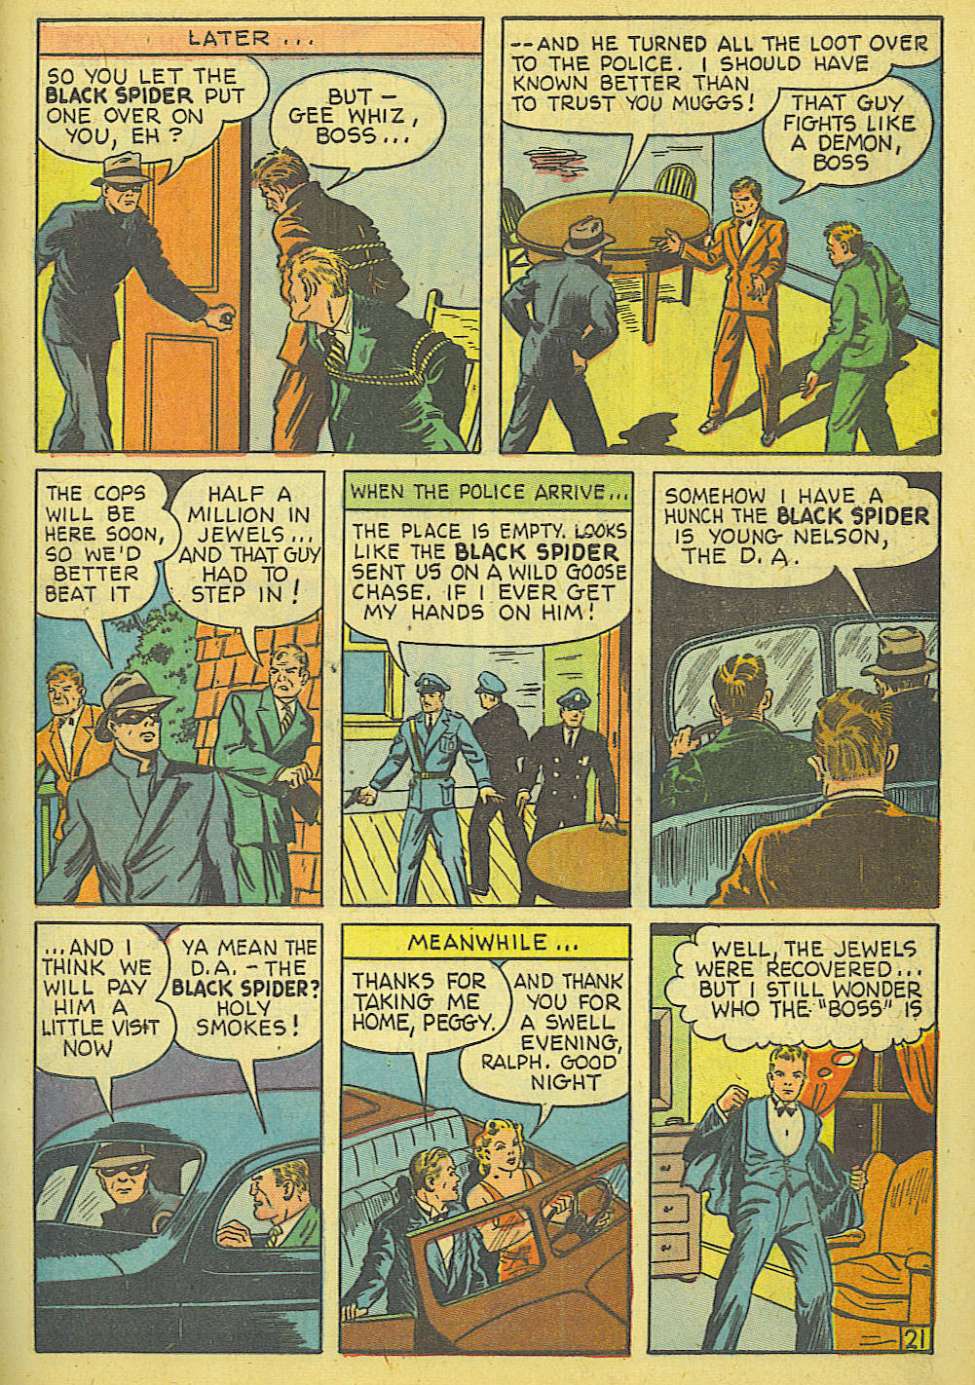 LATER ...
SO YOU LET THE
BLACK SPIDER PUT
ONE OVER ON
YOU, EH?
BUT -
GEE WHIZ,
BOSS...
--AND HE TURNED ALL THE LOOT OVER
TO THE POLICE. I SHOULD HAVE
KNOWN BETTER THAN
TO TRUST YOU MUGGS!
THAT GUY
FIGHTS LIKE
A DEMON,
BOSS
THE COPS
WILL BE
HERE SOON,
SO WE'D
BETTER
BEAT IT
HALF A
MILLION IN
JEWELS...
AND THAT GUY
HAD TO
STEP IN!
WHEN THE POLICE ARRIVE...
THE PLACE IS EMPTY. LOOKS
LIKE THE BLACK SPIDER
SENT US ON A WILD GOOSE
CHASE. IF I EVER GET
MY HANDS ON HIM!
SOMEHOW I HAVE A
HUNCH THE BLACK SPIDER
IS YOUNG NELSON,
THE D.A.
...AND I
THINK WE
WILL PAY
HIM A
LITTLE VISIT
NOW
YA MEAN THE
D.A. - THE
BLACK SPIDER?
HOLY
SMOKES!
MEANWHILE ...
THANKS FOR
TAKING ME
HOME, PEGGY.
AND THANK
YOU FOR
A SWELL
EVENING,
RALPH. GOOD
NIGHT
WELL, THE JEWELS
WERE RECOVERED...
BUT I STILL WONDER
WHO THE "BOSS" IS
21